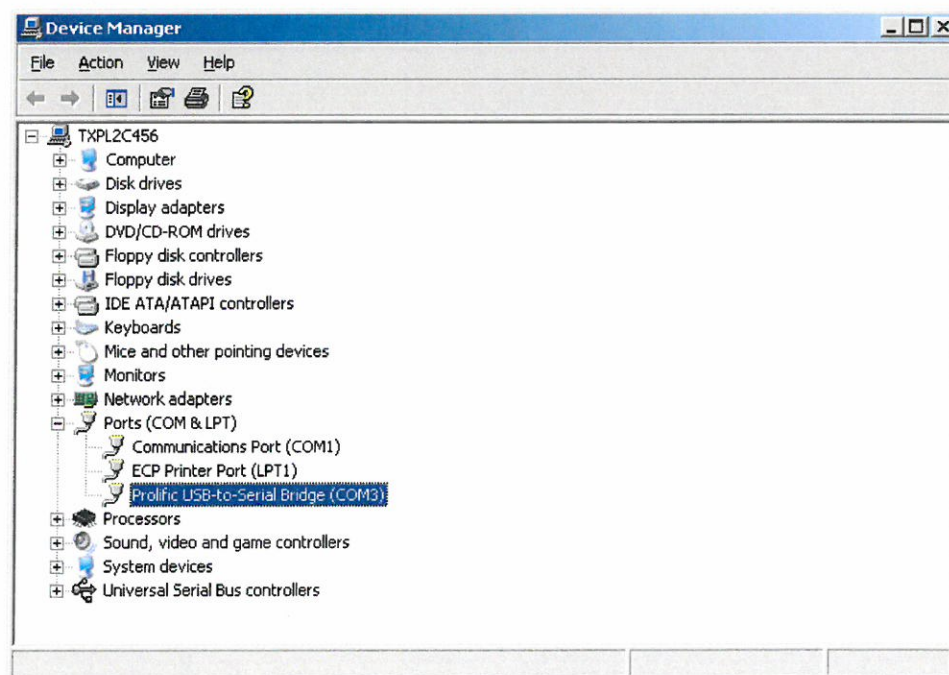 Device Manager
File Action View Help
TXPL2C456
Computer
Disk drives
Display adapters
DVD/CD-ROM drives
Floppy disk controllers
Floppy disk drives
IDE ATA/ATAPI controllers
Keyboards
Mice and other pointing devices
Monitors
Network adapters
Ports (COM & LPT)
Communications Port (COM1)
ECP Printer Port (LPT1)
Prolific USB-to-Serial Bridge (COM3)
Processors
Sound, video and game controllers
System devices
Universal Serial Bus controllers